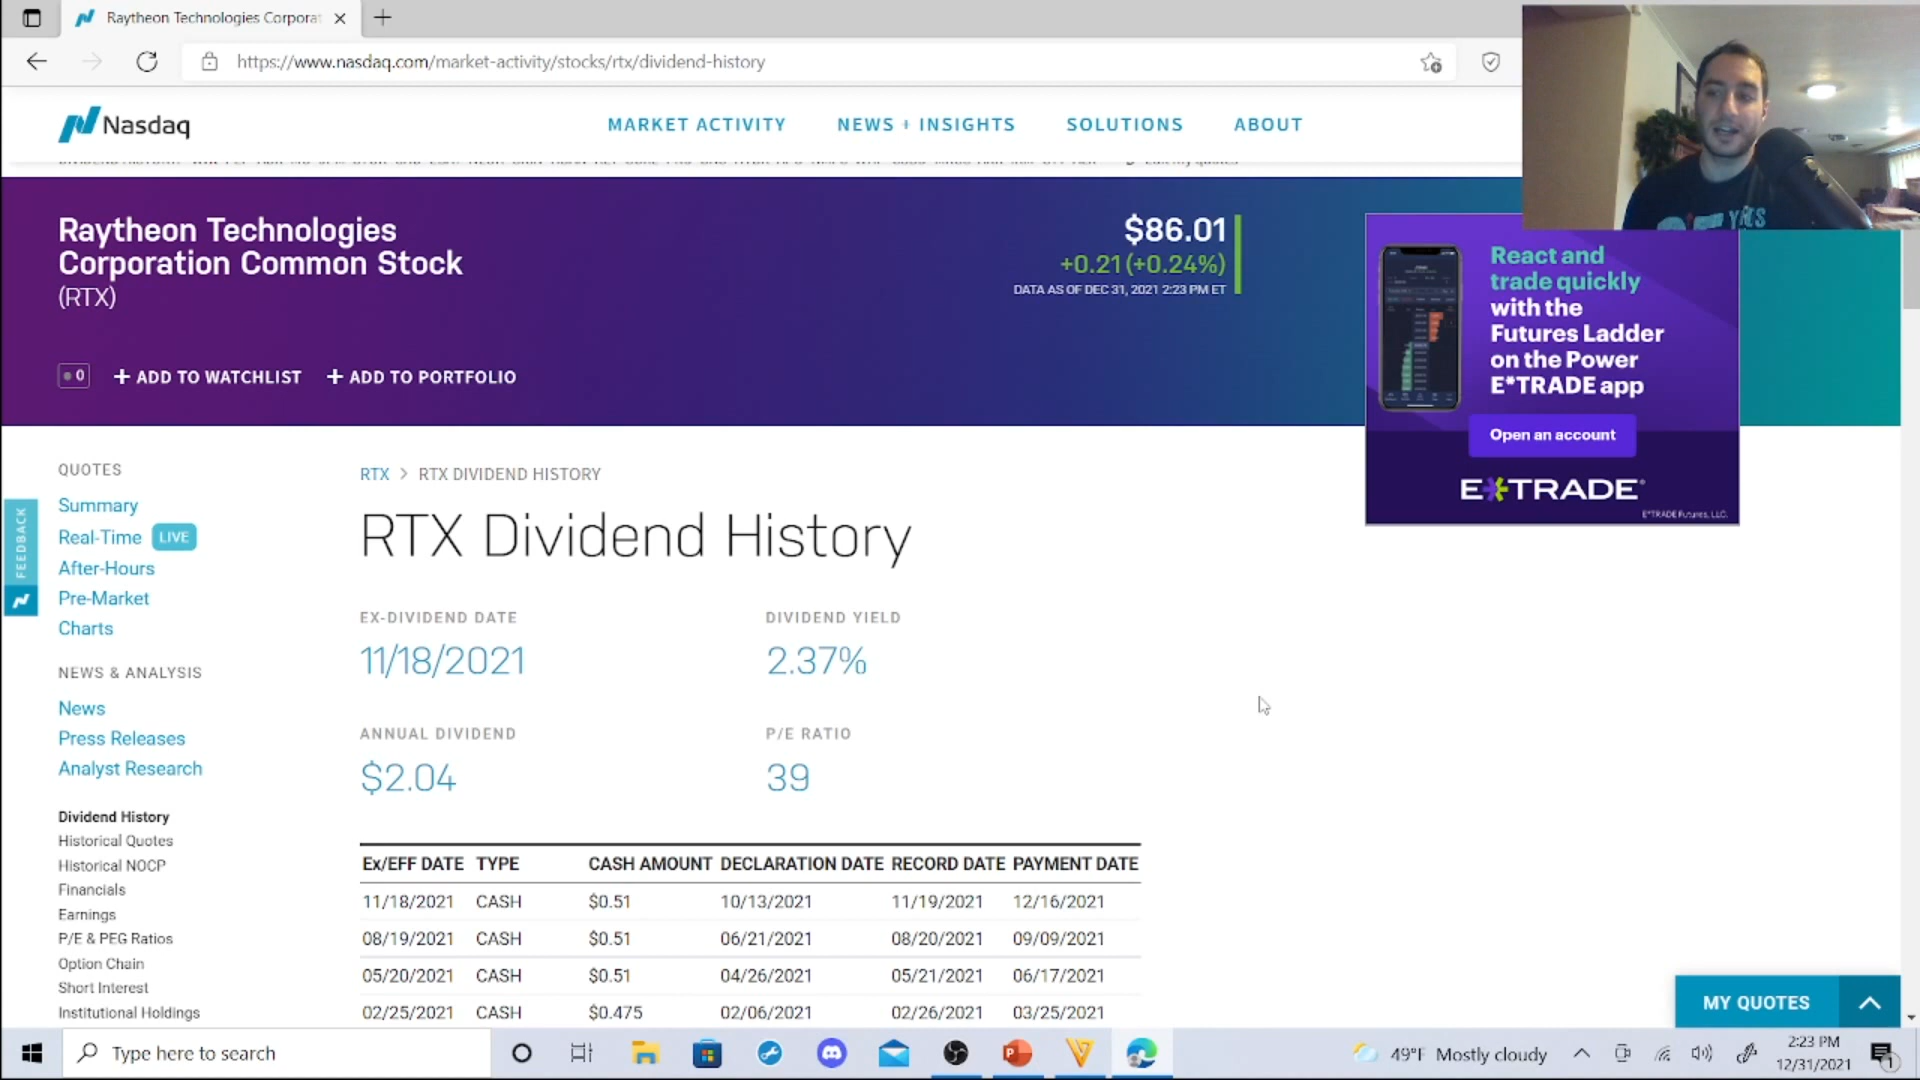 Raytheon Technologies Corporat
https://www.nasdaq.com/market-activity/stocks/rtx/dividend-history
Nasdaq
MARKET ACTIVITY
NEWS + INSIGHTS
SOLUTIONS
ABOUT
Raytheon Technologies
Corporation Common Stock
(RTX)
$86.01
+0.21 (+0.24%)
DATA AS OF DEC 31, 2021 2:23 PM ET
0
+ ADD TO WATCHLIST
+ ADD TO PORTFOLIO
React and
trade quickly
with the
Futures Ladder
on the Power
E*TRADE app
Open an account
E*TRADE
E*TRADE Futures, LLC.
FEEDBACK
QUOTES
Summary
Real-Time LIVE
After-Hours
Pre-Market
Charts
NEWS & ANALYSIS
News
Press Releases
Analyst Research
Dividend History
Historical Quotes
Historical NOCP
Financials
Earnings
P/E & PEG Ratios
Option Chain
Short Interest
Institutional Holdings
RTX > RTX DIVIDEND HISTORY
RTX Dividend History
EX-DIVIDEND DATE
11/18/2021
DIVIDEND YIELD
2.37%
ANNUAL DIVIDEND
$2.04
P/E RATIO
39
Ex/EFF DATE TYPE CASH AMOUNT DECLARATION DATE RECORD DATE PAYMENT DATE
11/18/2021 CASH $0.51 10/13/2021 11/19/2021 12/16/2021
08/19/2021 CASH $0.51 06/21/2021 08/20/2021 09/09/2021
05/20/2021 CASH $0.51 04/26/2021 05/21/2021 06/17/2021
02/25/2021 CASH $0.475 02/06/2021 02/26/2021 03/25/2021
MY QUOTES
Type here to search
49°F Mostly cloudy
2:23 PM
12/31/2021
1